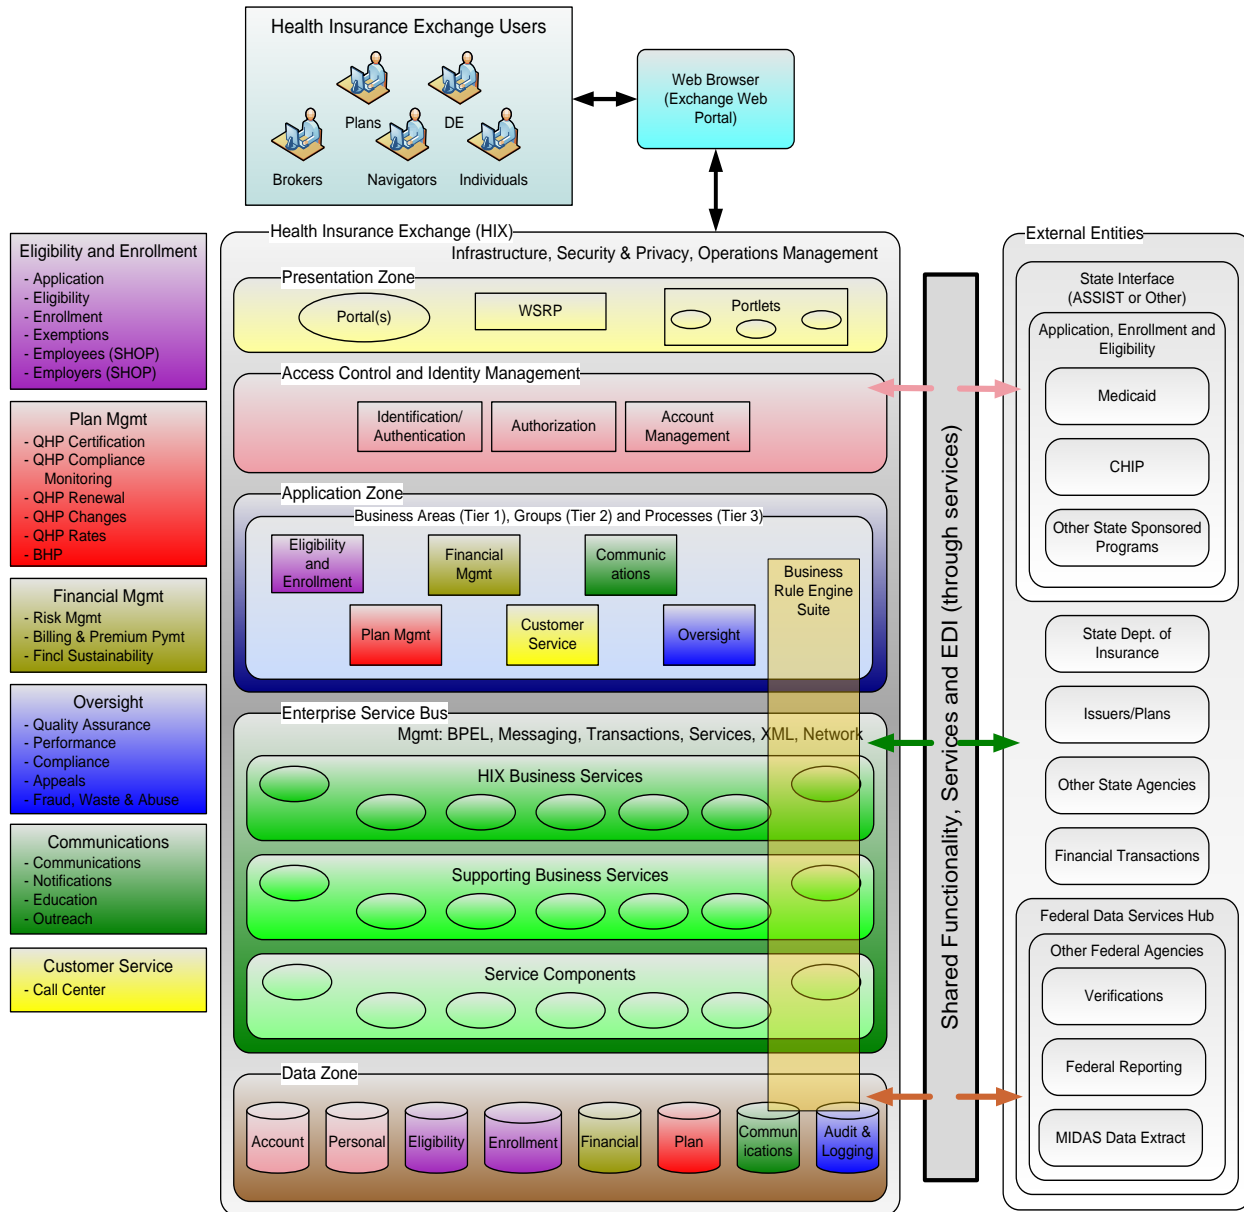 Health Insurance Exchange Users
Plans
DE
Brokers
Navigators
Individuals
Web Browser
(Exchange Web
Portal)
Eligibility and Enrollment
- Application
- Eligibility
- Enrollment
- Exemptions
- Employees (SHOP)
- Employers (SHOP)
Plan Mgmt
- QHP Certification
- QHP Compliance
Monitoring
- QHP Renewal
- QHP Changes
- QHP Rates
- BHP
Financial Mgmt
- Risk Mgmt
- Billing & Premium Pymt
- Fincl Sustainability
Oversight
- Quality Assurance
- Performance
- Compliance
- Appeals
- Fraud, Waste & Abuse
Communications
- Communications
- Notifications
- Education
- Outreach
Customer Service
- Call Center
Health Insurance Exchange (HIX)
Infrastructure, Security & Privacy, Operations Management
Presentation Zone
Portal(s)
WSRP
Portlets
Access Control and Identity Management
Identification/
Authentication
Authorization
Account
Management
Application Zone
Business Areas (Tier 1), Groups (Tier 2) and Processes (Tier 3)
Eligibility
and
Enrollment
Financial
Mgmt
Communic
ations
Plan Mgmt
Customer
Service
Oversight
Business
Rule Engine
Suite
Enterprise Service Bus
Mgmt: BPEL, Messaging, Transactions, Services, XML, Network
HIX Business Services
Supporting Business Services
Service Components
Data Zone
Account
Personal
Eligibility
Enrollment
Financial
Plan
Commun
ications
Audit &
Logging
Shared Functionality, Services and EDI (through services)
External Entities
State Interface
(ASSIST or Other)
Application, Enrollment and
Eligibility
Medicaid
CHIP
Other State Sponsored
Programs
State Dept. of
Insurance
Issuers/Plans
Other State Agencies
Financial Transactions
Federal Data Services Hub
Other Federal Agencies
Verifications
Federal Reporting
MIDAS Data Extract